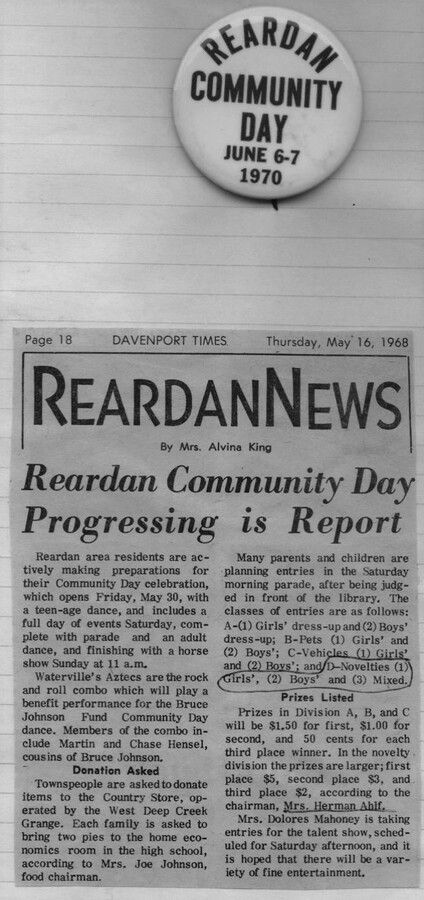 REARDAN
COMMUNITY
DAY
JUNE 6-7
1970
Page 18 DAVENPORT TIMES Thursday, May 16, 1968
REARDAN NEWS
By Mrs. Alvina King
Reardan Community Day
Progressing is Report
Reardan area residents are ac-
tively making preparations for
their Community Day celebration,
which opens Friday, May 30, with
a teen-age dance, and includes a
full day of events Saturday, com-
plete with parade and an adult
dance, and finishing with a horse
show Sunday at 11 a.m.
Waterville's Aztecs are the rock
and roll combo which will play a
benefit performance for the Bruce
Johnson Fund Community Day
dance. Members of the combo in-
clude Martin and Chase Hensel,
cousins of Bruce Johnson.
Donation Asked
Townspeople are asked to donate
items to the Country Store, op-
erated by the West Deep Creek
Grange. Each family is asked to
bring two pies to the home eco-
nomics room in the high school,
according to Mrs. Joe Johnson,
food chairman.
Many parents and children are
planning entries in the Saturday
morning parade, after being judg-
ed in front of the library. The
classes of entries are as follows:
A-(1) Girls' dress-up and (2) Boys'
dress-up; B-Pets (1) Girls' and
(2) Boys'; C-Vehicles (1) Girls'
and (2) Boys'; and D-Novelties (1)
Girls', (2) Boys' and (3) Mixed.
Prizes Listed
Prizes in Division A, B, and C
will be $1.50 for first, $1.00 for
second, and 50 cents for each
third place winner. In the novelty
division the prizes are larger; first
place $5, second place $3, and
third place $2, according to the
chairman, Mrs. Herman Ahlf.
Mrs. Dolores Mahoney is taking
entries for the talent show, sched-
uled for Saturday afternoon, and it
is hoped that there will be a var-
iety of fine entertainment.